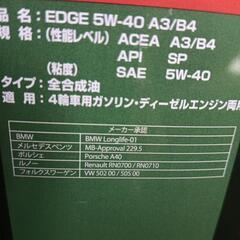 品名：EDGE 5W-40 A3/B4
規格：(性能レベル) ACEA A3/B4
API SP
(粘度) SAE 5W-40
タイプ：全合成油
適用：4輪車用ガソリン・ディーゼルエンジン両用
メーカー承認
BMW BMW Longlife-01
メルセデスベンツ MB-Approval 229.5
ポルシェ Porsche A40
ルノー Renault RN0700 / RN0710
フォルクスワーゲン VW 502 00 / 505 00